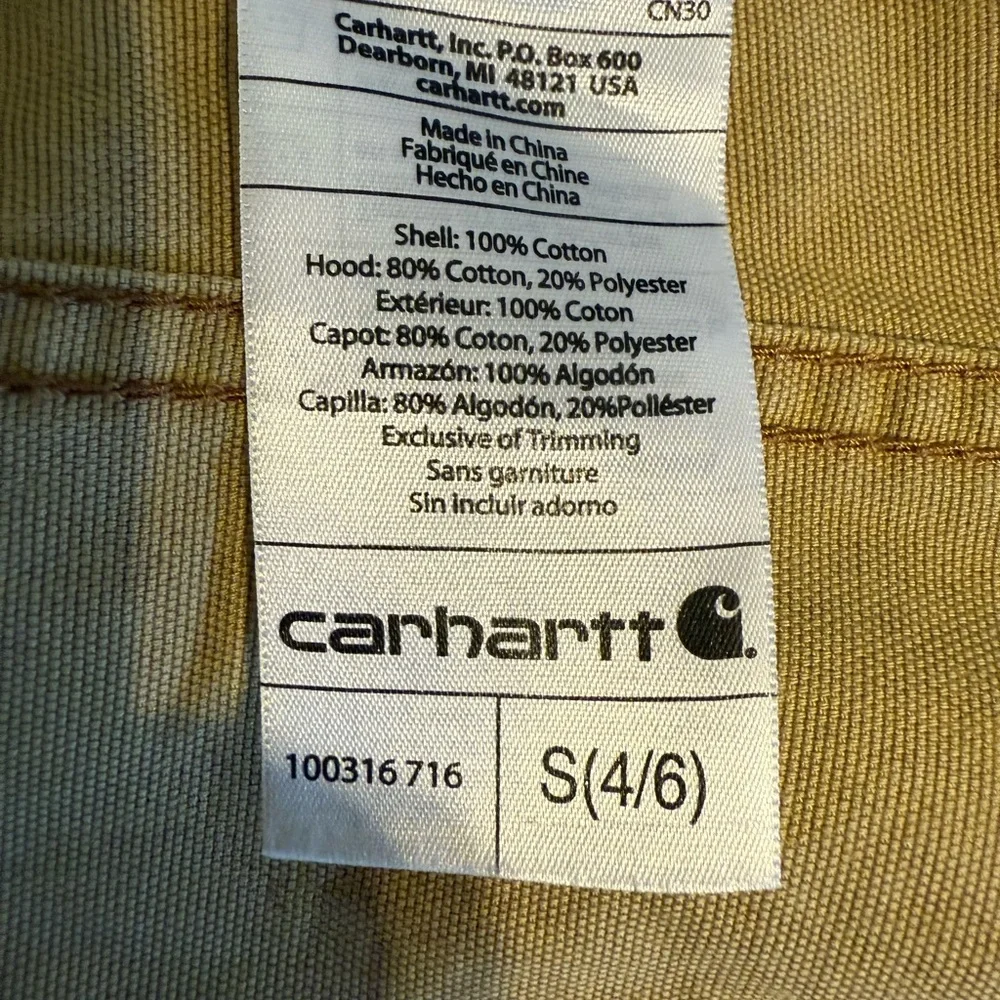 CN30
Carhartt, Inc. P.O. Box 600
Dearborn, MI 48121 USA
carhartt.com
Made in China
Fabriqué en Chine
Hecho en China
Shell: 100% Cotton
Hood: 80% Cotton, 20% Polyester
Extérieur: 100% Coton
Capot: 80% Coton, 20% Polyester
Armazón: 100% Algodón
Capilla: 80% Algodón, 20%Poliléster
Exclusive of Trimming
Sans garniture
Sin incluir adorno
carhartt
100316 716
S(4/6)